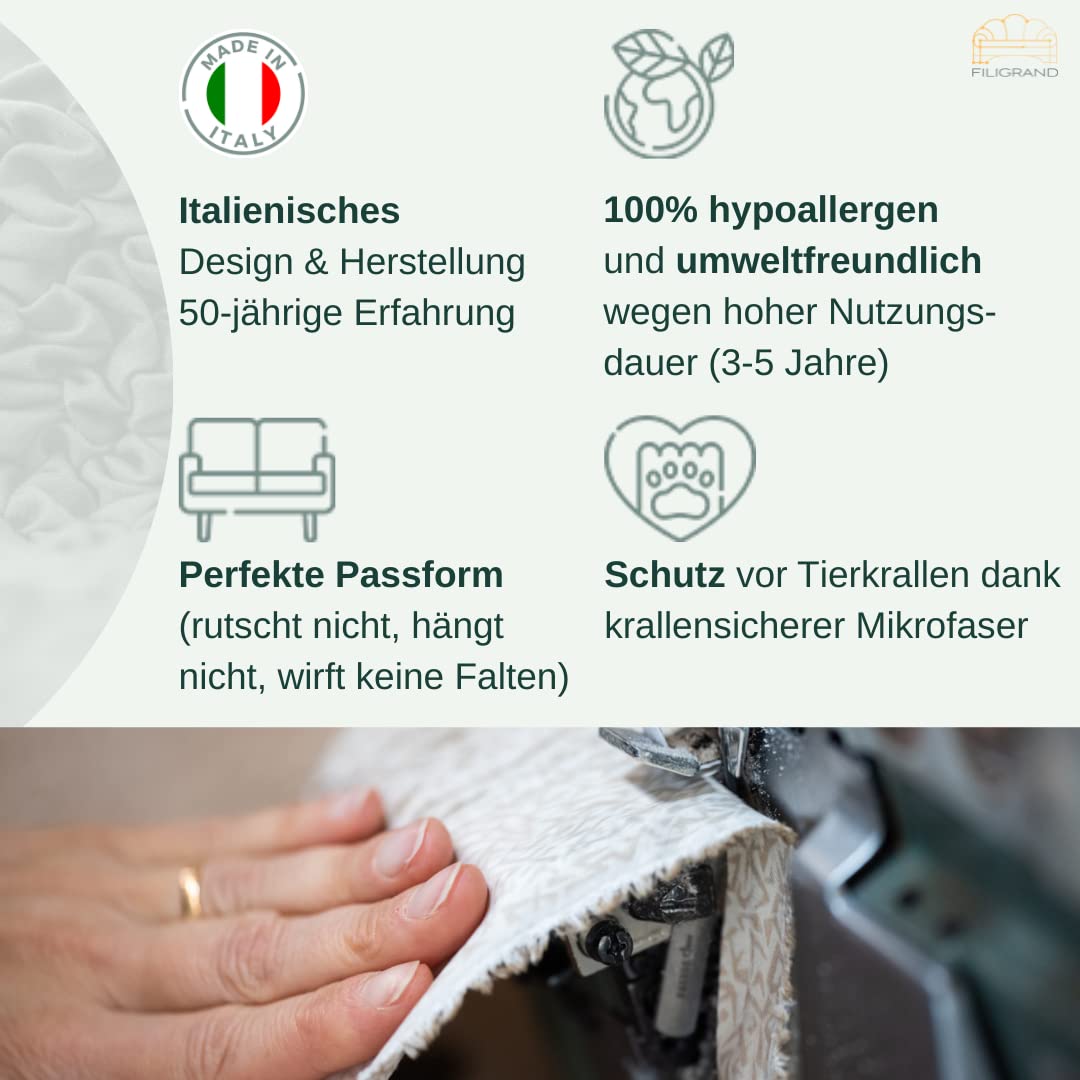 MADE IN
ITALY
FILIGRAND
Italienisches
Design & Herstellung
50-jährige Erfahrung
100% hypoallergen
und umweltfreundlich
wegen hoher Nutzungs-
dauer (3-5 Jahre)
Perfekte Passform
(rutscht nicht, hängt
nicht, wirft keine Falten)
Schutz vor Tierkrallen dank
krallensicherer Mikrofaser